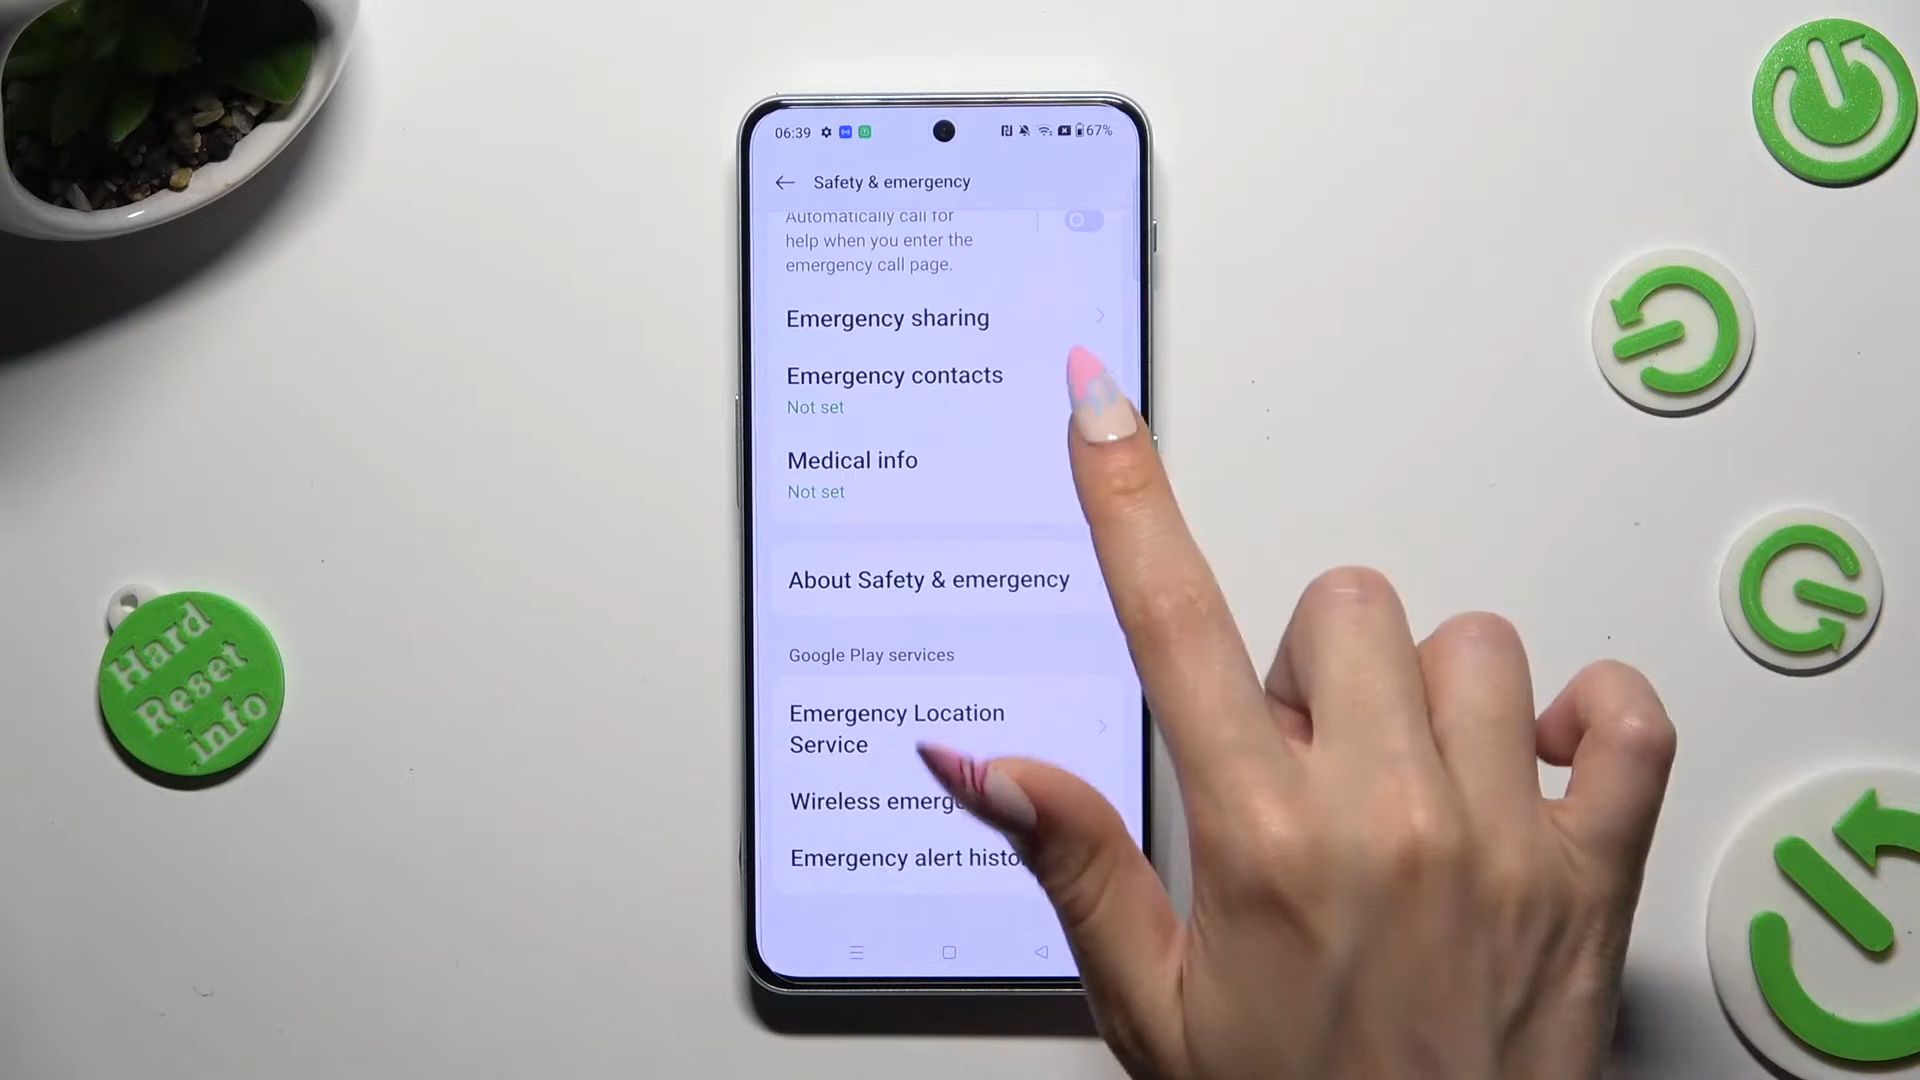 06:39
67%
Safety & emergency
Automatically call for
help when you enter the
emergency call page.
Emergency sharing
Emergency contacts
Not set
Medical info
Not set
About Safety & emergency
Google Play services
Emergency Location
Service
Wireless emerge
Emergency alert histo
Hard
Reset
.info